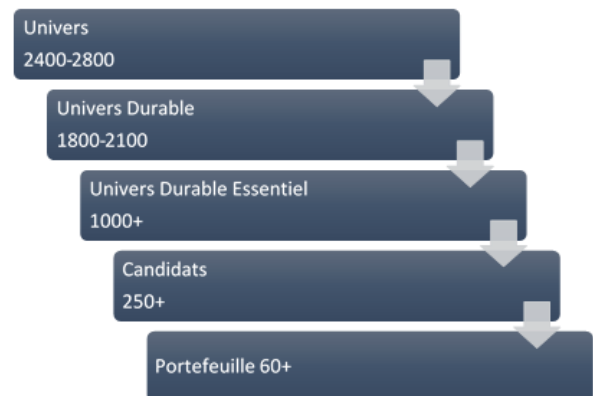 Univers
2400-2800
Univers Durable
1800-2100
Univers Durable Essentiel
1000+
Candidats
250+
Portefeuille 60+